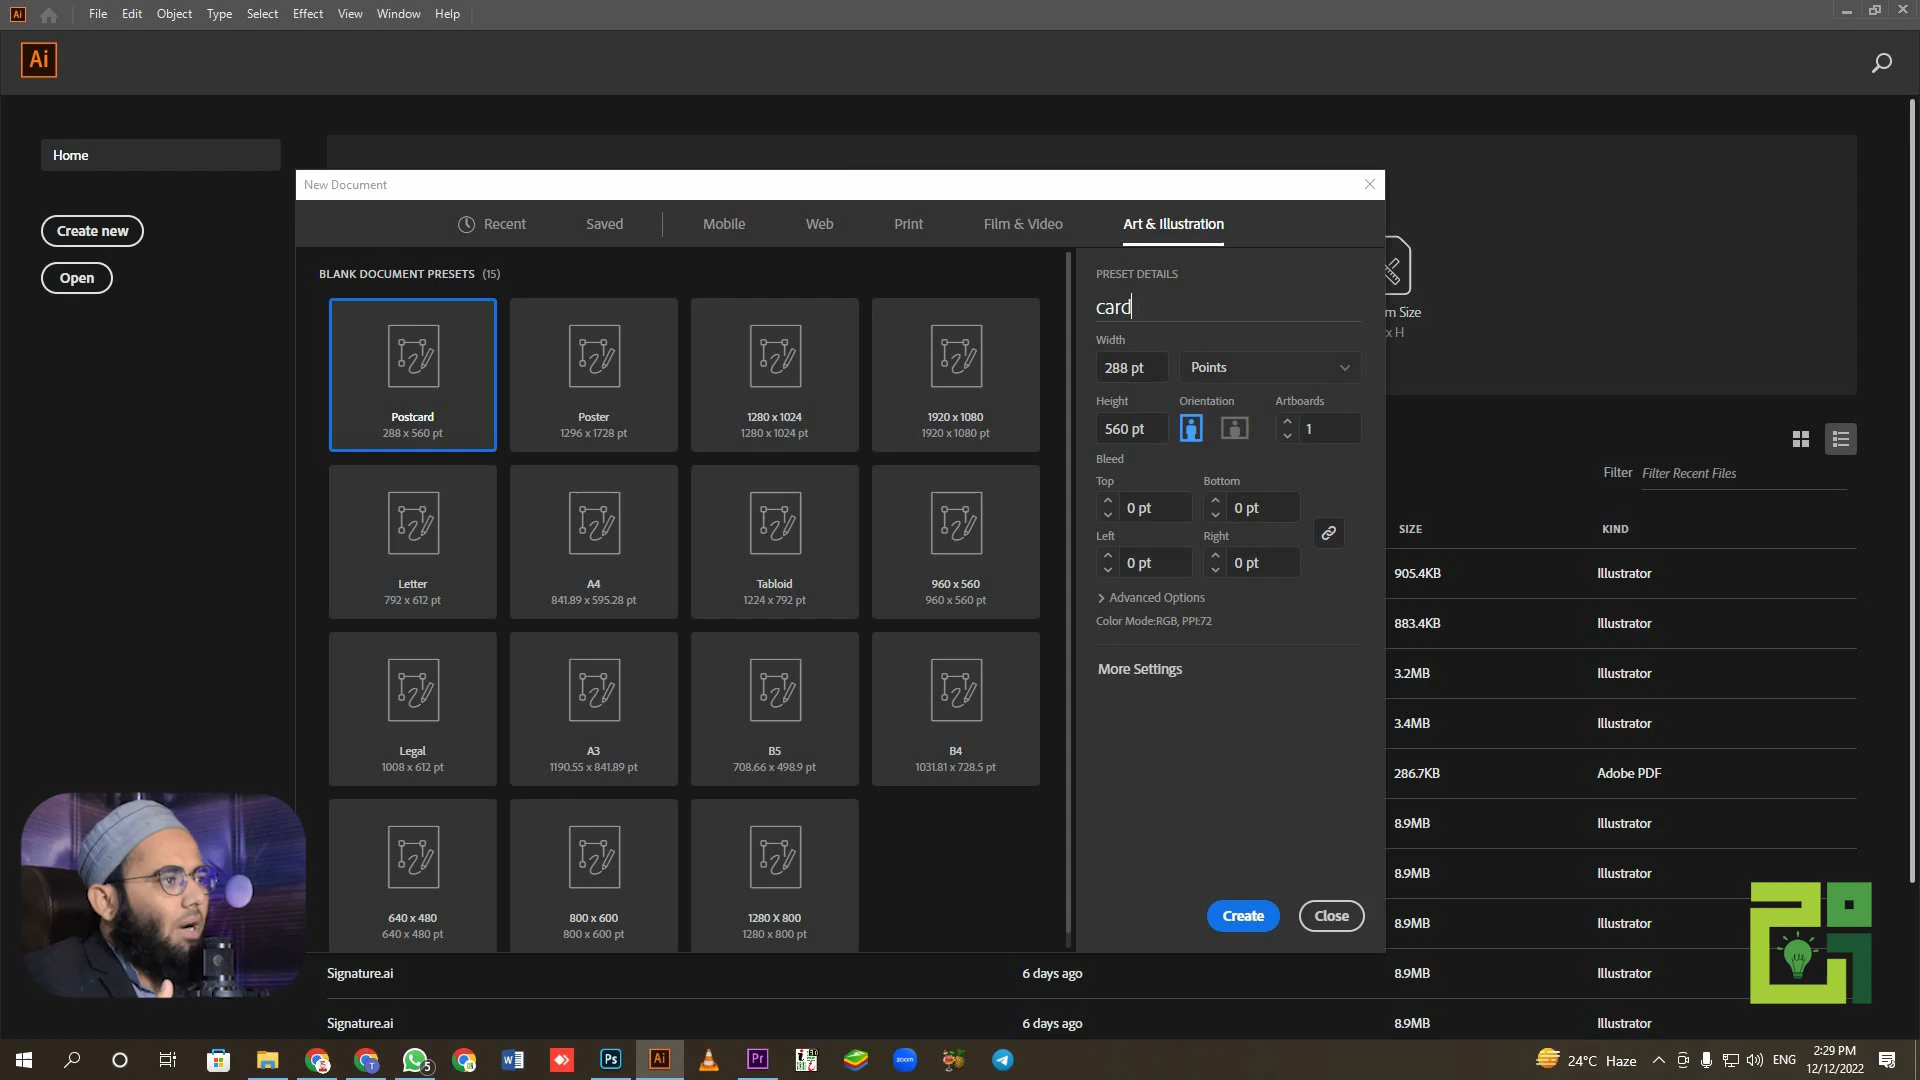 Ai File Edit Object Type Select Effect View Window Help
Ai
Home
Create new
Open
New Document
Recent Saved Mobile Web Print Film & Video Art & Illustration
BLANK DOCUMENT PRESETS (15)
Postcard
288 x 560 pt
Poster
1296 x 1728 pt
1280 x 1024
1280 x 1024 pt
1920 x 1080
1920 x 1080 pt
Letter
792 x 612 pt
A4
841.89 x 595.28 pt
Tabloid
1224 x 792 pt
960 x 560
960 x 560 pt
Legal
1008 x 612 pt
A3
1190.55 x 841.89 pt
B5
708.66 x 498.9 pt
B4
1031.81 x 728.5 pt
640 x 480
640 x 480 pt
800 x 600
800 x 600 pt
1280 X 800
1280 x 800 pt
PRESET DETAILS
card
Width
288 pt Points
Height Orientation Artboards
560 pt 1
Bleed
Top Bottom
0 pt 0 pt
Left Right
0 pt 0 pt
Advanced Options
Color Mode:RGB, PPI:72
More Settings
Create Close
m Size
x H
Filter Filter Recent Files
SIZE KIND
905.4KB Illustrator
883.4KB Illustrator
3.2MB Illustrator
3.4MB Illustrator
286.7KB Adobe PDF
8.9MB Illustrator
8.9MB Illustrator
8.9MB Illustrator
Signature.ai 6 days ago 8.9MB Illustrator
Signature.ai 6 days ago 8.9MB Illustrator
5 Ps Ai Pr zoom
24°C Haze ENG
2:29 PM
12/12/2022